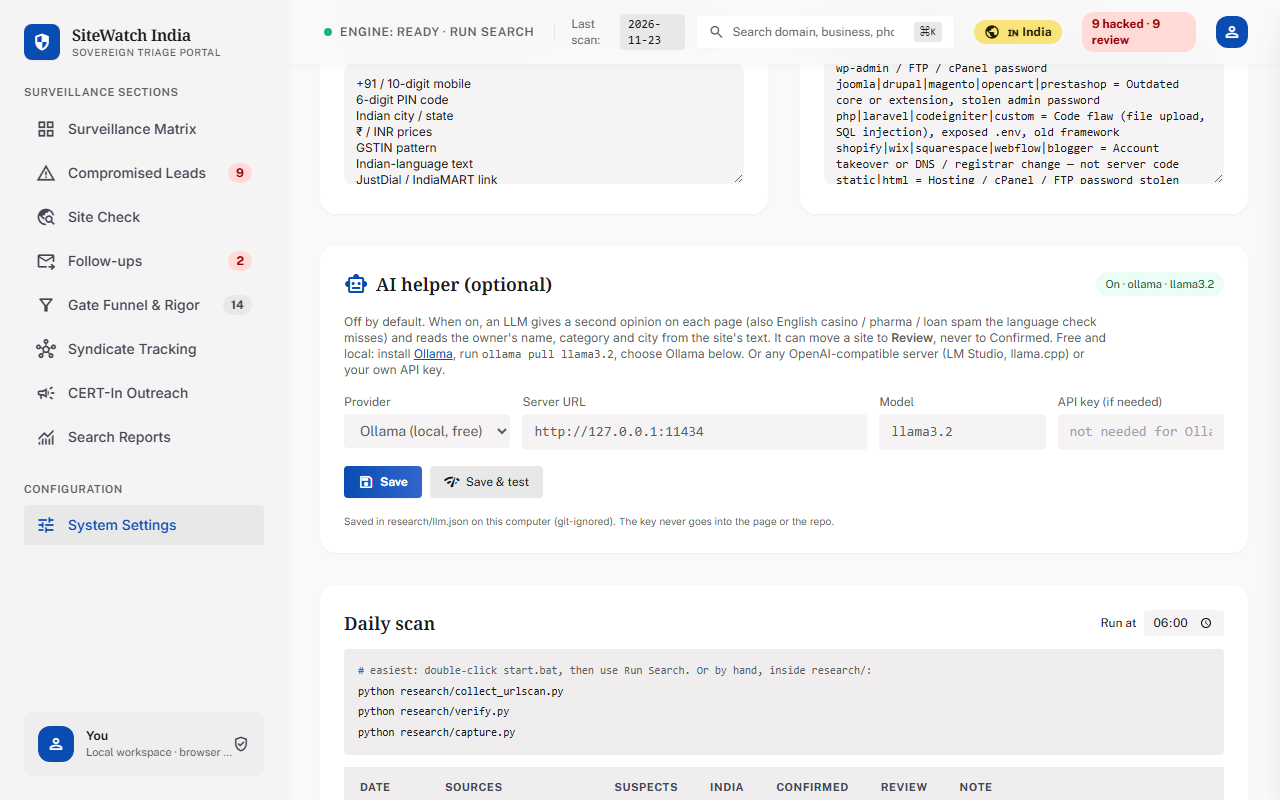 SiteWatch India
SOVEREIGN TRIAGE PORTAL
SURVEILLANCE SECTIONS
Surveillance Matrix
Compromised Leads 9
Site Check
Follow-ups 2
Gate Funnel & Rigor 14
Syndicate Tracking
CERT-In Outreach
Search Reports
CONFIGURATION
System Settings
You
Local workspace · browser ...
ENGINE: READY · RUN SEARCH
Last scan:
2026-11-23
Search domain, business, pho
⌘K
IN India
9 hacked · 9 review
+91 / 10-digit mobile
6-digit PIN code
Indian city / state
₹ / INR prices
GSTIN pattern
Indian-language text
JustDial / IndiaMART link
wp-admin / FTP / cPanel password
joomla|drupal|magento|opencart|prestashop = Outdated
core or extension, stolen admin password
php|laravel|codeigniter|custom = Code flaw (file upload,
SQL injection), exposed .env, old framework
shopify|wix|squarespace|webflow|blogger = Account
takeover or DNS / registrar change — not server code
static|html = Hosting / cPanel / FTP password stolen
AI helper (optional)
On · ollama · llama3.2
Off by default. When on, an LLM gives a second opinion on each page (also English casino / pharma / loan spam the language check
misses) and reads the owner's name, category and city from the site's text. It can move a site to Review, never to Confirmed. Free and
local: install Ollama, run ollama pull llama3.2, choose Ollama below. Or any OpenAI-compatible server (LM Studio, llama.cpp) or
your own API key.
Provider
Server URL
Model
API key (if needed)
Ollama (local, free)
http://127.0.0.1:11434
llama3.2
not needed for Olla
Save
Save & test
Saved in research/llm.json on this computer (git-ignored). The key never goes into the page or the repo.
Daily scan
Run at 06:00
# easiest: double-click start.bat, then use Run Search. Or by hand, inside research/:
python research/collect_urlscan.py
python research/verify.py
python research/capture.py
DATE SOURCES SUSPECTS INDIA CONFIRMED REVIEW NOTE